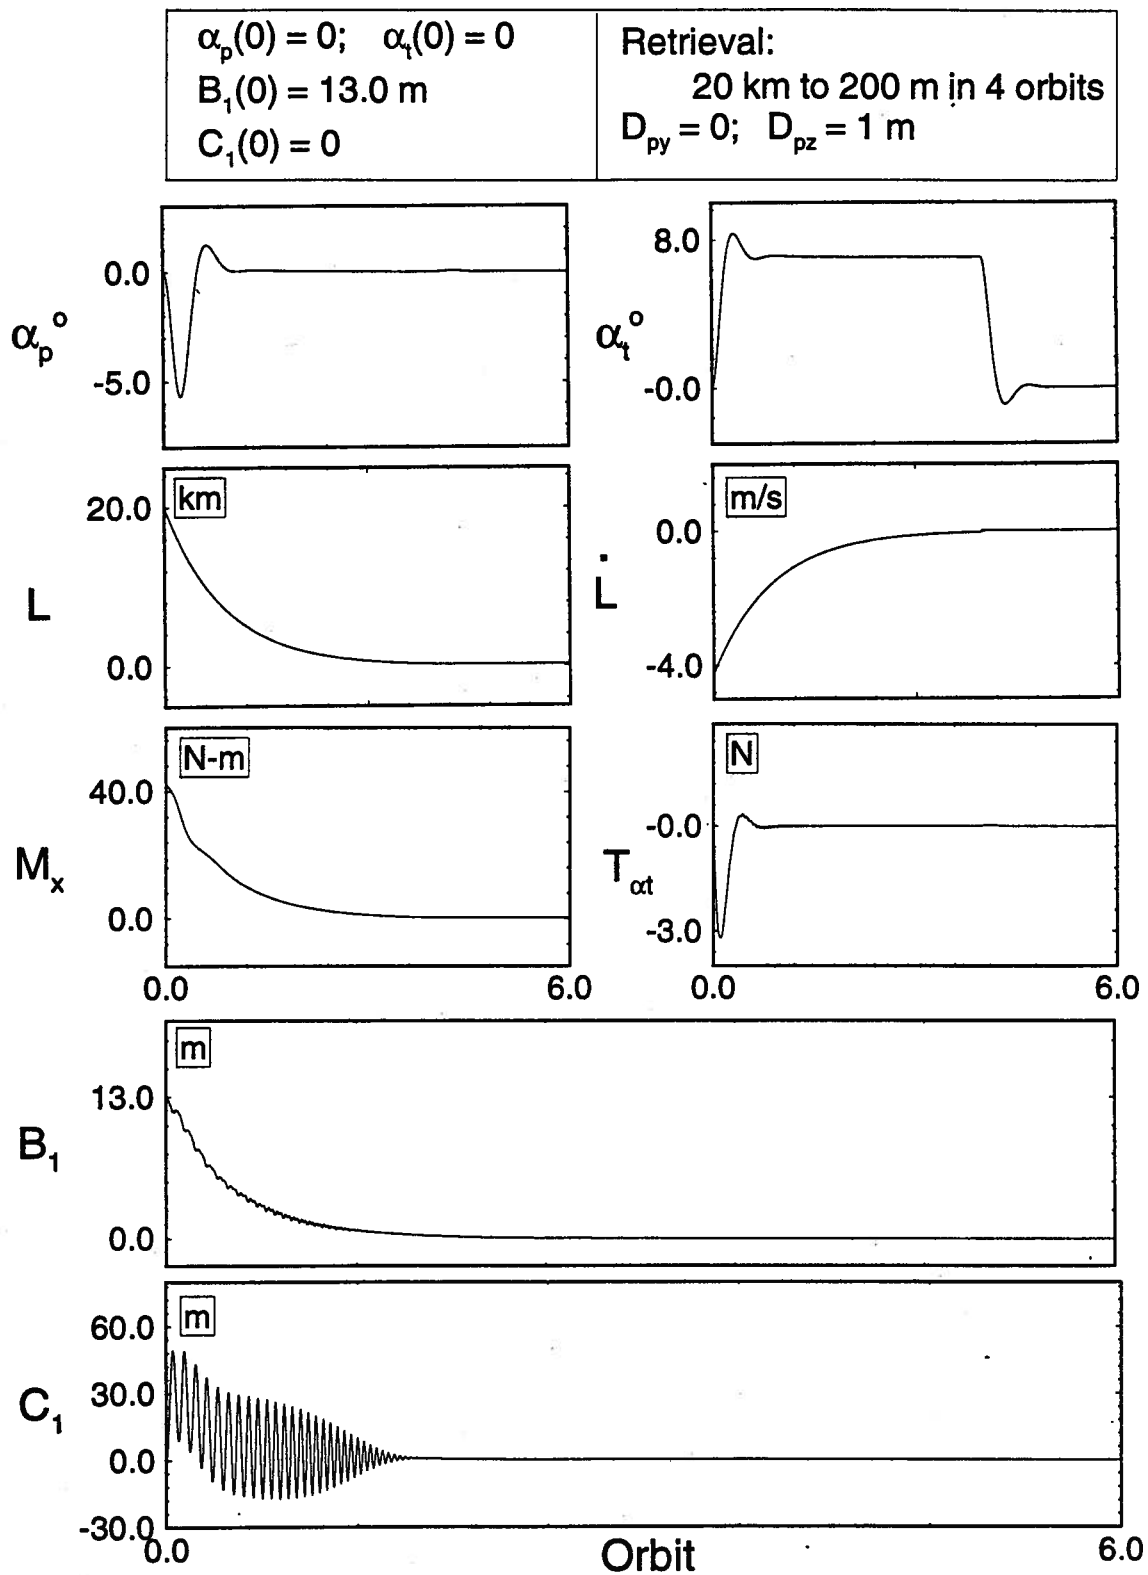 αp(0) = 0; αt(0) = 0
B1(0) = 13.0 m
C1(0) = 0
Retrieval:
20 km to 200 m in 4 orbits
Dpy = 0; Dpz = 1 m
0.0
αp°
-5.0
8.0
αt°
-0.0
km
20.0
L
0.0
m/s
0.0
L̇
-4.0
N-m
40.0
Mx
0.0
0.0 6.0
N
-0.0
Tαt
-3.0
0.0 6.0
m
13.0
B1
0.0
m
60.0
30.0
C1
0.0
-30.0
0.0 Orbit 6.0